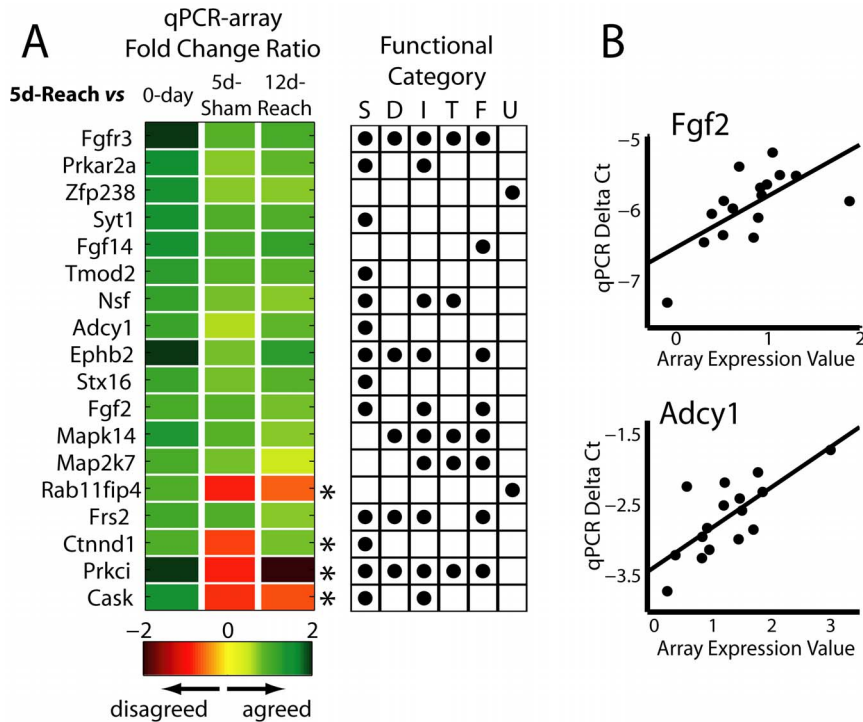 A
qPCR-array
Fold Change Ratio
5d-Reach vs 0-day 5d-Sham 12d-Reach
Functional
Category
S D I T F U
Fgfr3
Prkar2a
Zfp238
Syt1
Fgf14
Tmod2
Nsf
Adcy1
Ephb2
Stx16
Fgf2
Mapk14
Map2k7
Rab11fip4 *
Frs2
Ctnnd1 *
Prkci *
Cask *
−2 0 2
disagreed agreed
B
Fgf2
qPCR Delta Ct
−5
−6
−7
0 1 2
Array Expression Value
Adcy1
qPCR Delta Ct
−1.5
−2.5
−3.5
0 1 2 3
Array Expression Value